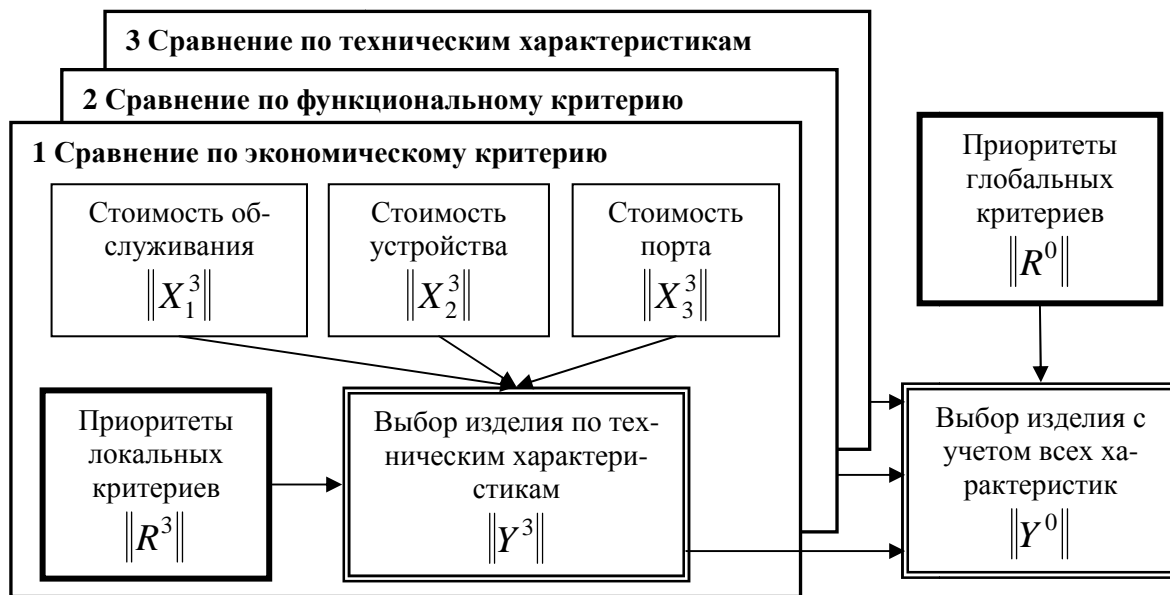 3 Сравнение по техническим характеристикам
2 Сравнение по функциональному критерию
1 Сравнение по экономическому критерию
Стоимость об-
служивания
‖X₁³‖
Стоимость
устройства
‖X₂³‖
Стоимость
порта
‖X₃³‖
Приоритеты
глобальных
критериев
‖R⁰‖
Приоритеты
локальных
критериев
‖R³‖
Выбор изделия по тех-
ническим характери-
стикам
‖Y³‖
Выбор изделия с
учетом всех ха-
рактеристик
‖Y⁰‖